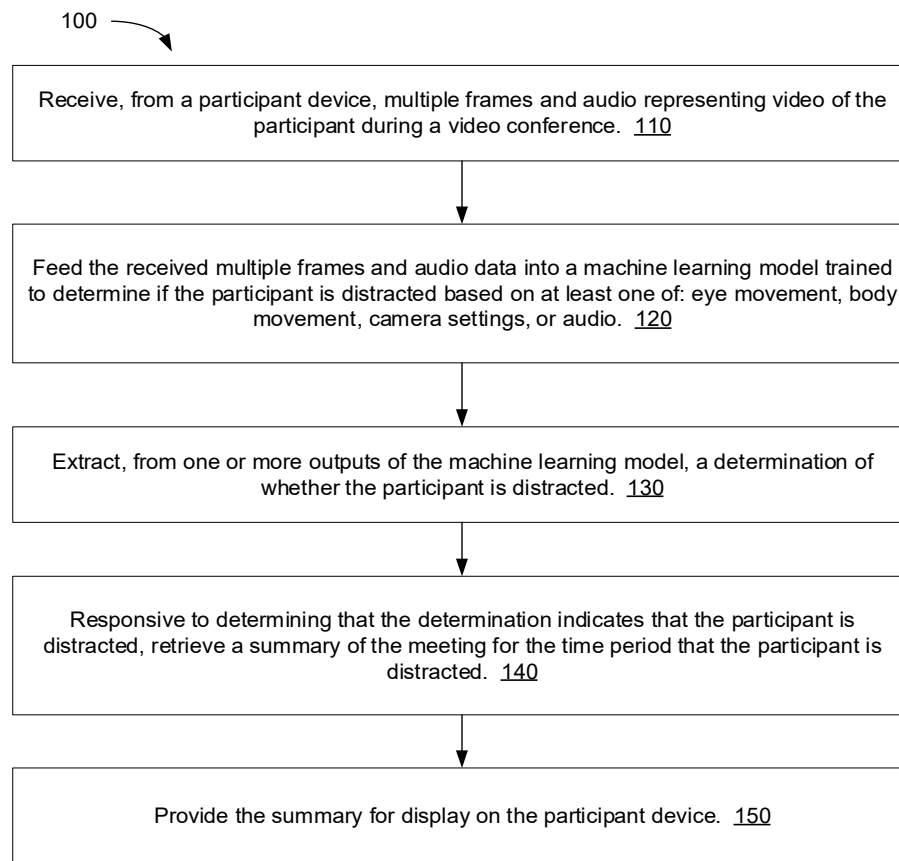 100
Receive, from a participant device, multiple frames and audio representing video of the
participant during a video conference. 110
Feed the received multiple frames and audio data into a machine learning model trained
to determine if the participant is distracted based on at least one of: eye movement, body
movement, camera settings, or audio. 120
Extract, from one or more outputs of the machine learning model, a determination of
whether the participant is distracted. 130
Responsive to determining that the determination indicates that the participant is
distracted, retrieve a summary of the meeting for the time period that the participant is
distracted. 140
Provide the summary for display on the participant device. 150